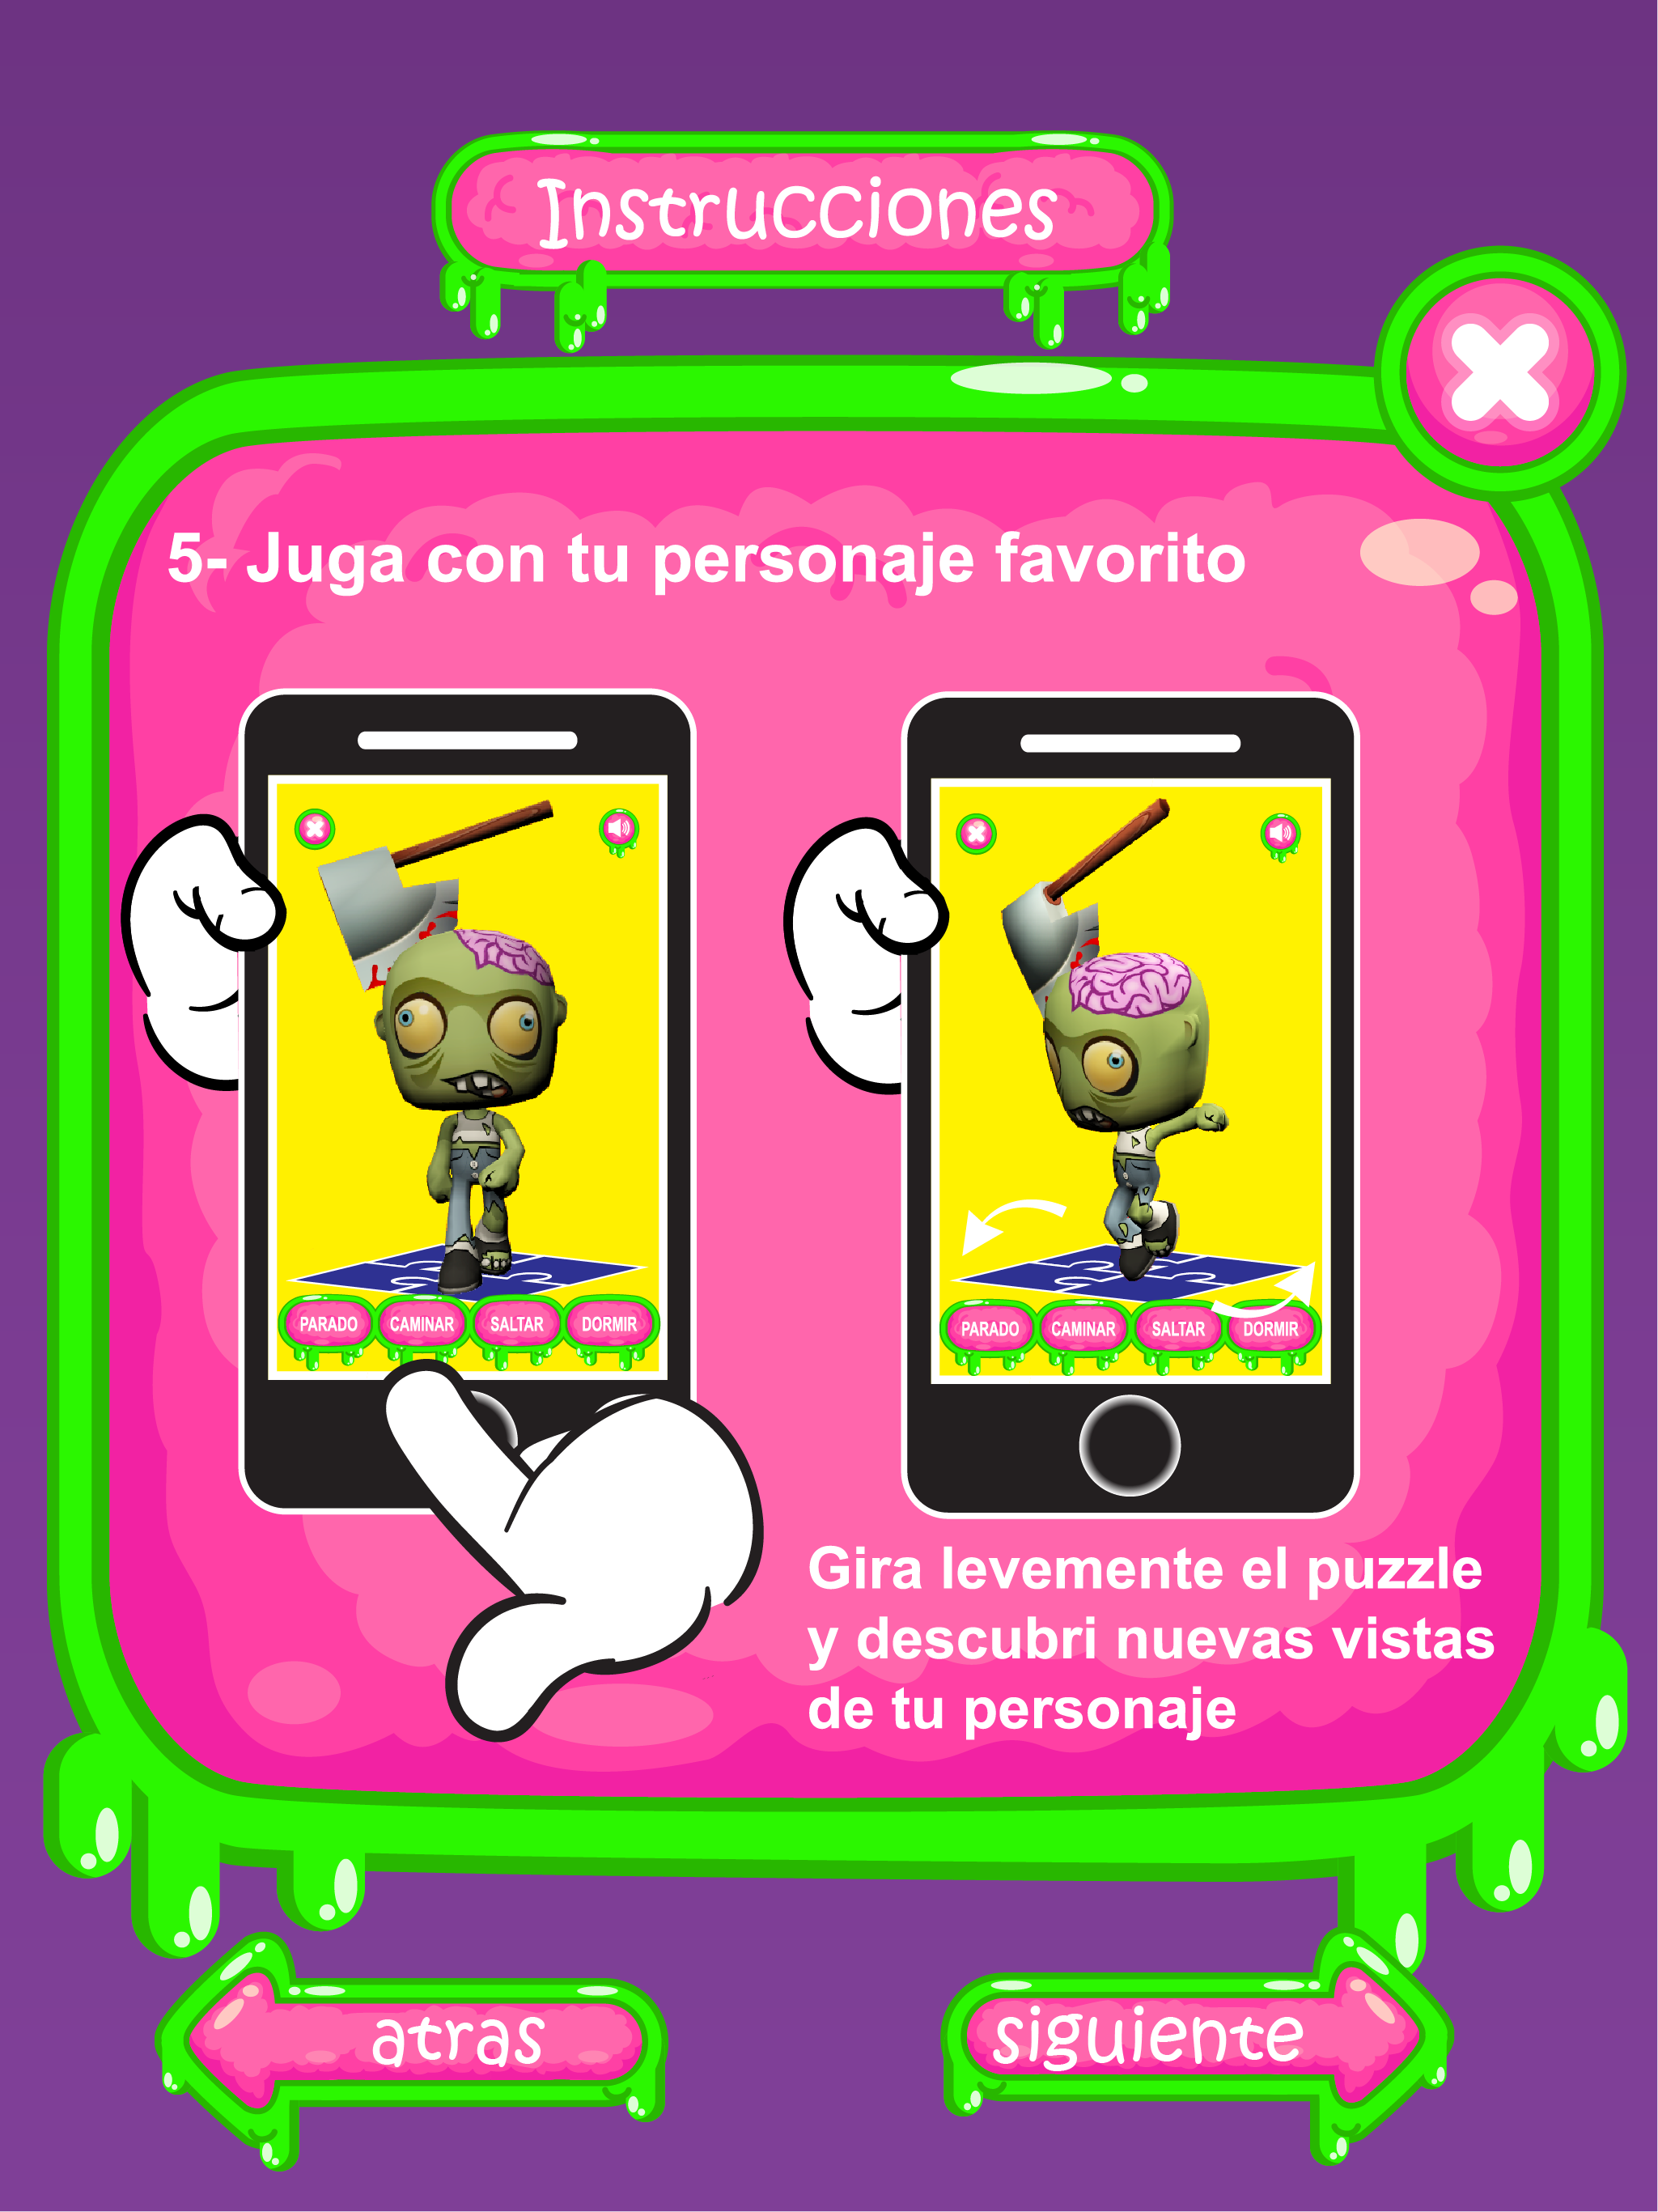 Instrucciones
5- Juga con tu personaje favorito
PARADO CAMINAR SALTAR DORMIR
PARADO CAMINAR SALTAR DORMIR
Gira levemente el puzzle
y descubri nuevas vistas
de tu personaje
atras
siguiente